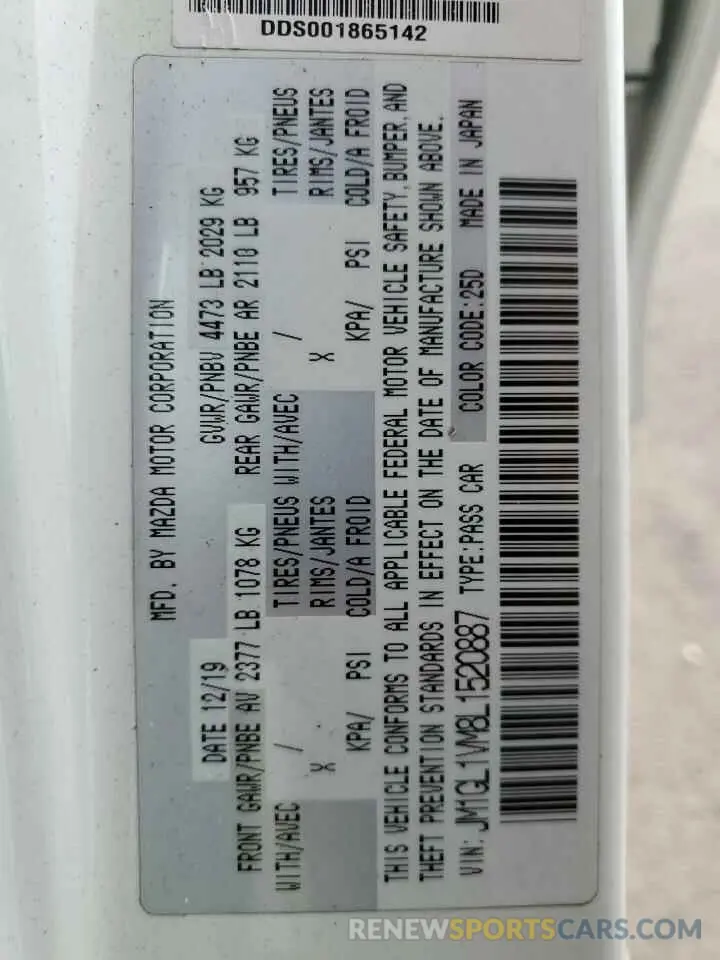 DDS001865142
MFD. BY MAZDA MOTOR CORPORATION
DATE 12/19 GVWR/PNBV 4473 LB 2029 KG
FRONT GAWR/PNBE AV 2377 LB 1078 KG REAR GAWR/PNBE AR 2110 LB 957 KG
WITH/AVEC / TIRES/PNEUS WITH/AVEC / TIRES/PNEUS
X RIMS/JANTES X RIMS/JANTES
KPA/ PSI COLD/A FROID KPA/ PSI COLD/A FROID
THIS VEHICLE CONFORMS TO ALL APPLICABLE FEDERAL MOTOR VEHICLE SAFETY, BUMPER, AND
THEFT PREVENTION STANDARDS IN EFFECT ON THE DATE OF MANUFACTURE SHOWN ABOVE.
VIN: JM1GL1VM8L1520887 TYPE:PASS CAR COLOR CODE:25D MADE IN JAPAN
RENEWSPORTSCARS.COM